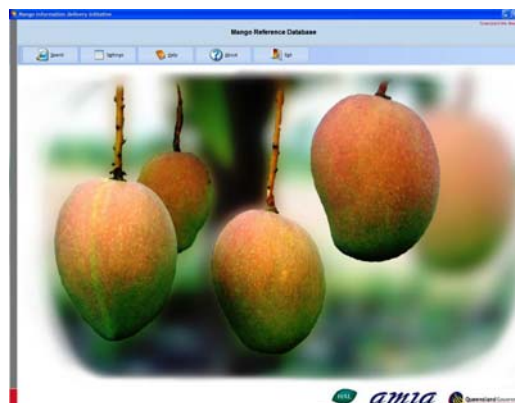 Mango Information delivery initiative
Mango Reference Database
Search
Settings
Help
About
Exit
amia
Queensland Govern